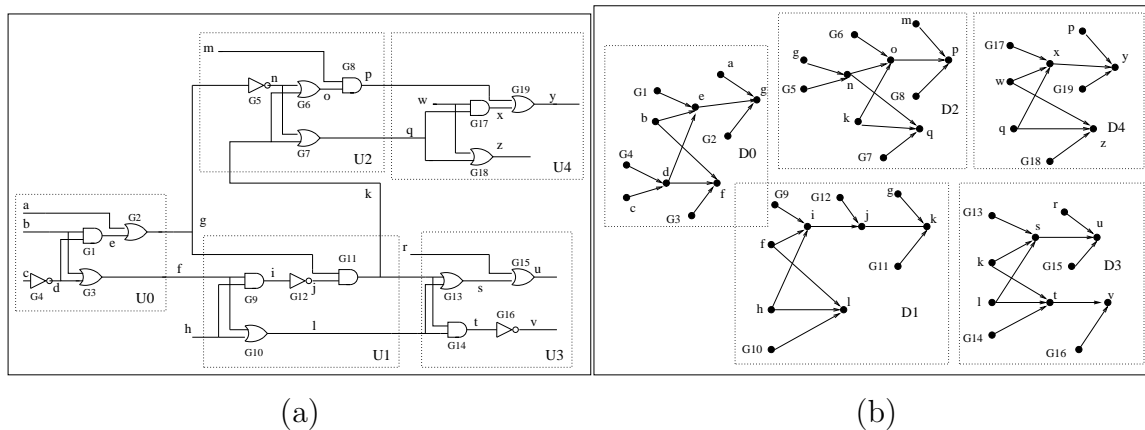 m
G5
n
G6
o
G8
p
G7
q
U2
w
G17
x
G19
y
G18
z
U4
k
a
b
c
G4
d
G1
e
G2
G3
U0
g
f
h
G9
i
G12
j
G11
G10
l
U1
r
G13
s
G15
u
G14
t
G16
v
U3
G1
b
G4
c
d
e
a
g
G2
f
G3
D0
g
G5
G6
n
o
k
m
p
G8
q
G7
D2
G17
w
q
x
p
y
G19
z
G18
D4
G9
f
h
G10
i
G12
j
g
k
G11
l
D1
G13
k
l
G14
s
r
u
G15
t
v
G16
D3
(a)
(b)